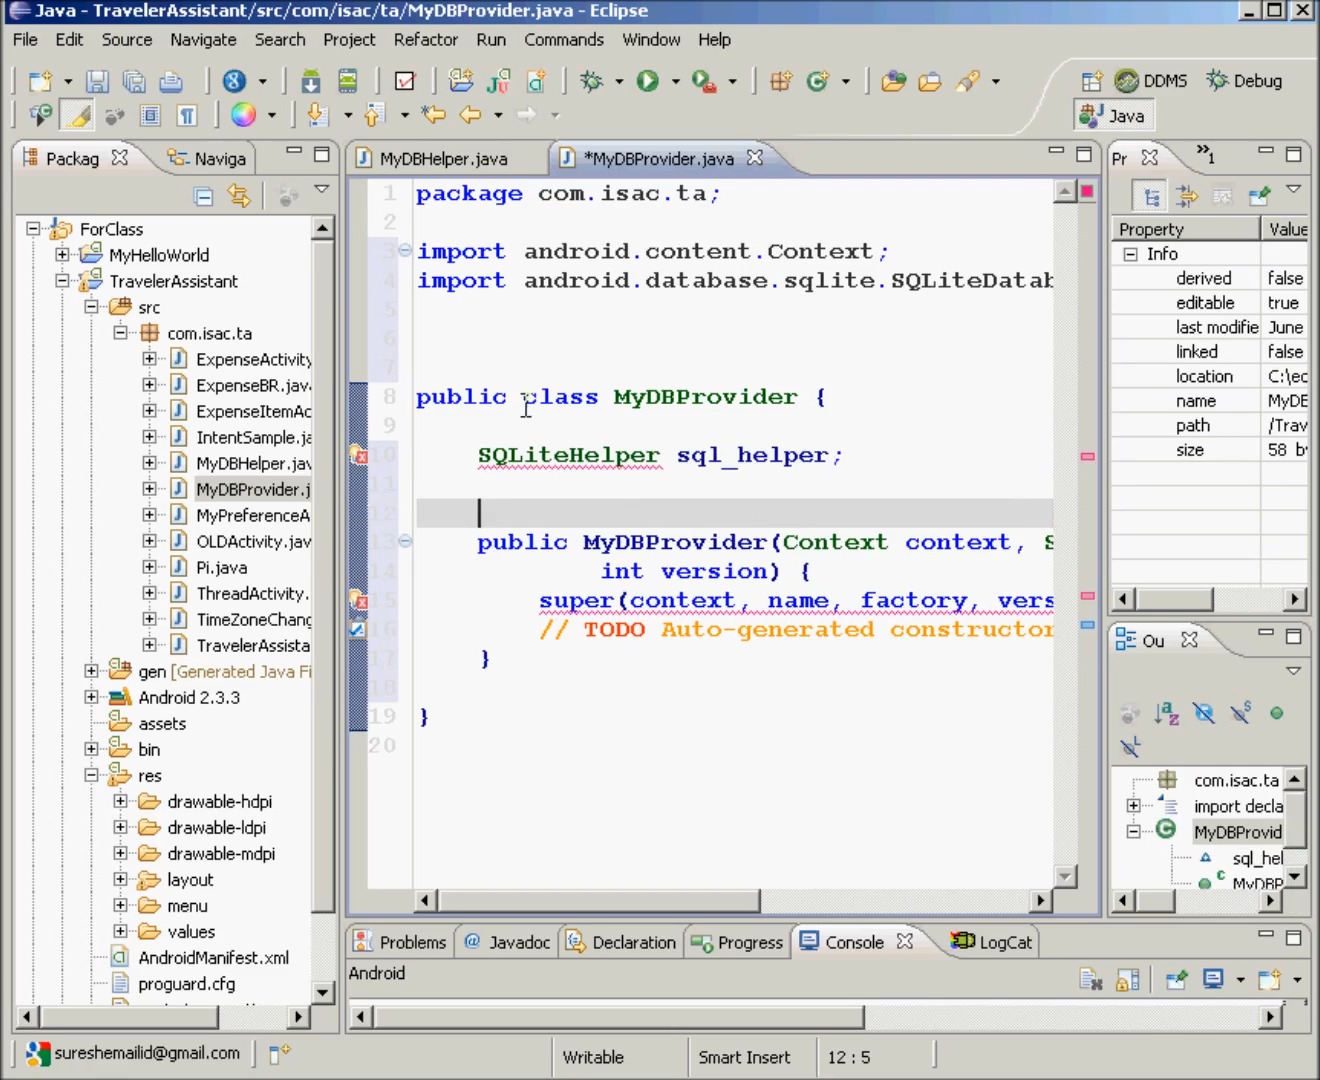 Java - TravelerAssistant/src/com/isac/ta/MyDBProvider.java - Eclipse
File Edit Source Navigate Search Project Refactor Run Commands Window Help
DDMS Debug
Java
Packag Naviga
MyDBHelper.java *MyDBProvider.java
Pr »1
ForClass
MyHelloWorld
TravelerAssistant
src
com.isac.ta
ExpenseActivity
ExpenseBR.jav
ExpenseItemAc
IntentSample.ja
MyDBHelper.jav
MyDBProvider.j
MyPreferenceA
OLDActivity.jav
Pi.java
ThreadActivity.
TimeZoneChang
TravelerAssista
gen [Generated Java Fi
Android 2.3.3
assets
bin
res
drawable-hdpi
drawable-ldpi
drawable-mdpi
layout
menu
values
AndroidManifest.xml
proguard.cfg
1 package com.isac.ta;
2
3 import android.content.Context;
4 import android.database.sqlite.SQLiteDatab
5
6
7
8 public class MyDBProvider {
9
10 SQLiteHelper sql_helper;
11
12
13 public MyDBProvider(Context context, S
14 int version) {
15 super(context, name, factory, vers
16 // TODO Auto-generated constructor
17 }
18
19 }
20
Property Value
Info
derived false
editable true
last modifie June
linked false
location C:\ec
name MyDE
path /Trav
size 58 by
Ou
com.isac.ta
import decla
MyDBProvid
sql_hel
MyDBP
Problems @ Javadoc Declaration Progress Console LogCat
Android
sureshemailid@gmail.com Writable Smart Insert 12 : 5